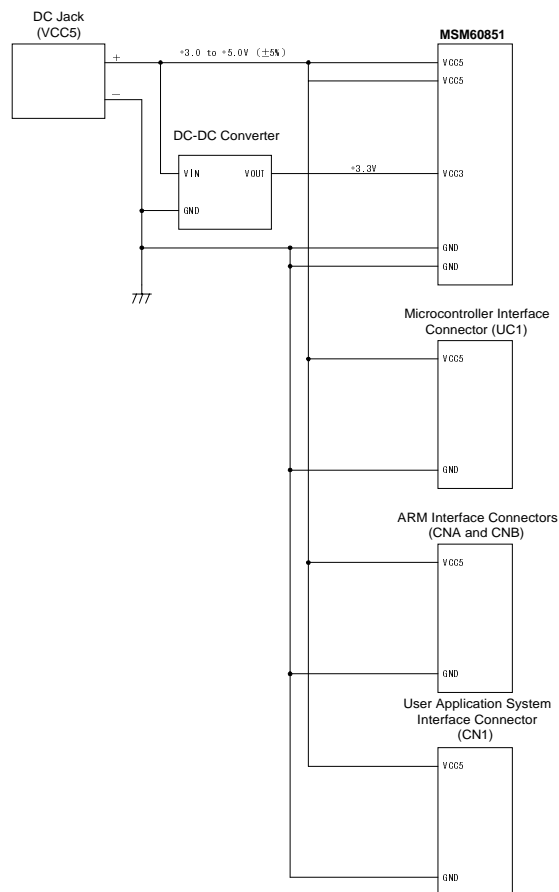 DC Jack
(VCC5)
+
−
*3.0 to *5.0V (±5%)
MSM60851
VCC5
VCC5
DC-DC Converter
VIN
VOUT
GND
*3.3V
VCC3
GND
GND
Microcontroller Interface
Connector (UC1)
VCC5
GND
ARM Interface Connectors
(CNA and CNB)
VCC5
GND
User Application System
Interface Connector
(CN1)
VCC5
GND